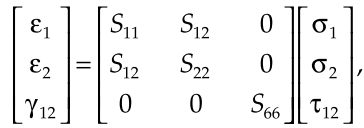 [ε₁ ε₂ γ₁₂] = [S₁₁ S₁₂ 0; S₁₂ S₂₂ 0; 0 0 S₆₆] [σ₁ σ₂ τ₁₂],